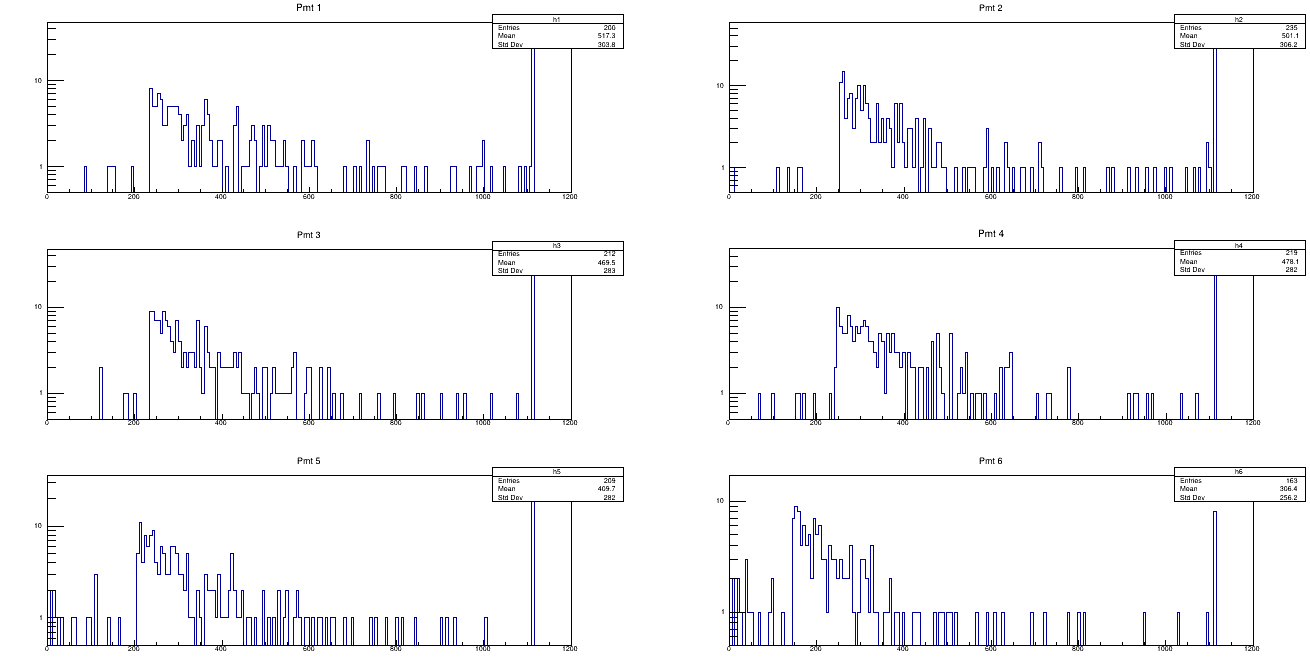 Pmt 1
h1
Entries 200
Mean 517.3
Std Dev 303.8
10
1
0 200 400 600 800 1000 1200
Pmt 2
h2
Entries 235
Mean 501.1
Std Dev 306.2
10
1
0 200 400 600 800 1000 1200
Pmt 3
h3
Entries 212
Mean 469.5
Std Dev 283
10
1
0 200 400 600 800 1000 1200
Pmt 4
h4
Entries 219
Mean 478.1
Std Dev 282
10
1
0 200 400 600 800 1000 1200
Pmt 5
h5
Entries 209
Mean 409.7
Std Dev 282
10
1
0 200 400 600 800 1000 1200
Pmt 6
h6
Entries 163
Mean 306.4
Std Dev 256.2
10
1
0 200 400 600 800 1000 1200